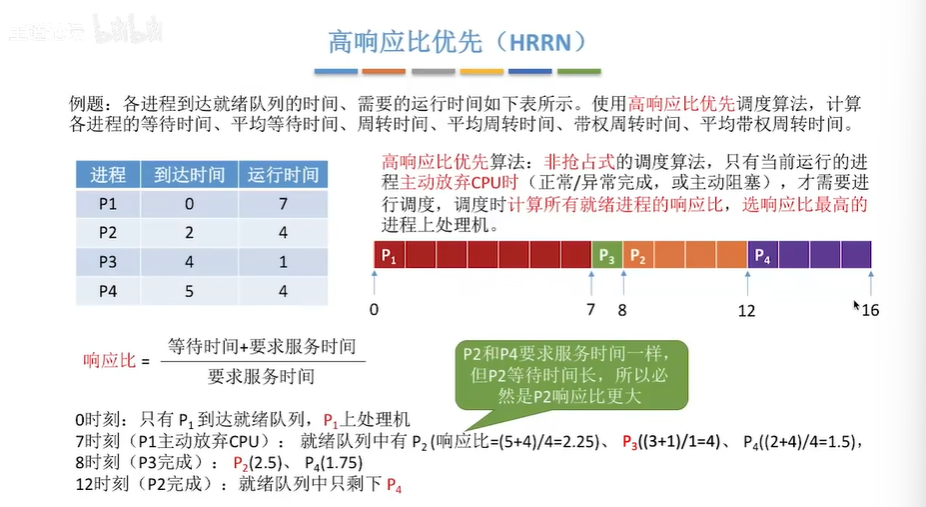 高响应比优先（HRRN）
例题：各进程到达就绪队列的时间、需要的运行时间如下表所示。使用高响应比优先调度算法，计算
各进程的等待时间、平均等待时间、周转时间、平均周转时间、带权周转时间、平均带权周转时间。
进程 到达时间 运行时间
P1 0 7
P2 2 4
P3 4 1
P4 5 4
高响应比优先算法：非抢占式的调度算法，只有当前运行的进
程主动放弃CPU时（正常/异常完成，或主动阻塞），才需要进
行调度，调度时计算所有就绪进程的响应比，选响应比最高的
进程上处理机。
P1 P3 P2 P4
0 7 8 12 16
响应比 =
等待时间+要求服务时间
要求服务时间
P2和P4要求服务时间一样，
但P2等待时间长，所以必
然是P2响应比更大
0时刻：只有 P1 到达就绪队列，P1上处理机
7时刻（P1主动放弃CPU）：就绪队列中有 P2 (响应比=(5+4)/4=2.25)、 P3((3+1)/1=4)、 P4((2+4)/4=1.5)，
8时刻（P3完成）： P2(2.5)、 P4(1.75)
12时刻（P2完成）：就绪队列中只剩下 P4